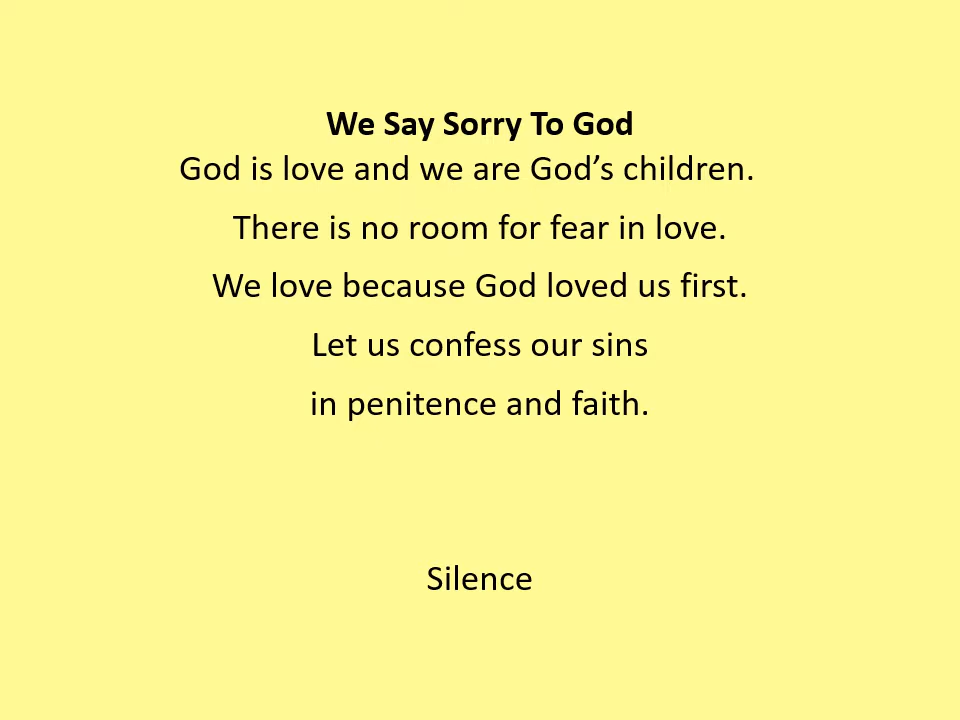 We Say Sorry To God
God is love and we are God’s children.
There is no room for fear in love.
We love because God loved us first.
Let us confess our sins
in penitence and faith.
Silence